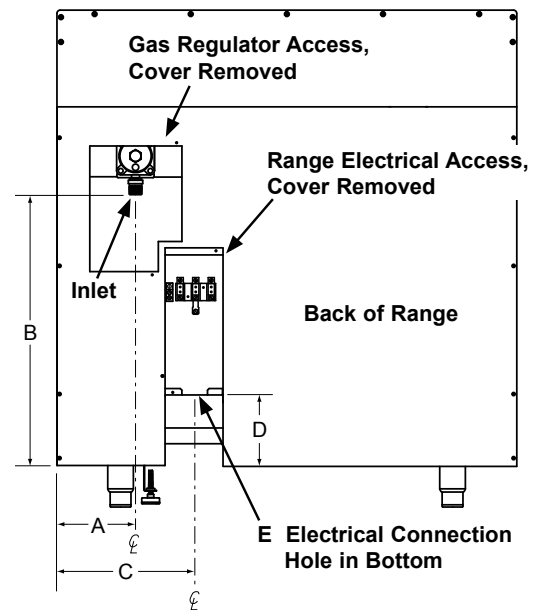 Gas Regulator Access,
Cover Removed
Range Electrical Access,
Cover Removed
Inlet
Back of Range
B
D
A
℄
E Electrical Connection
Hole in Bottom
C
℄